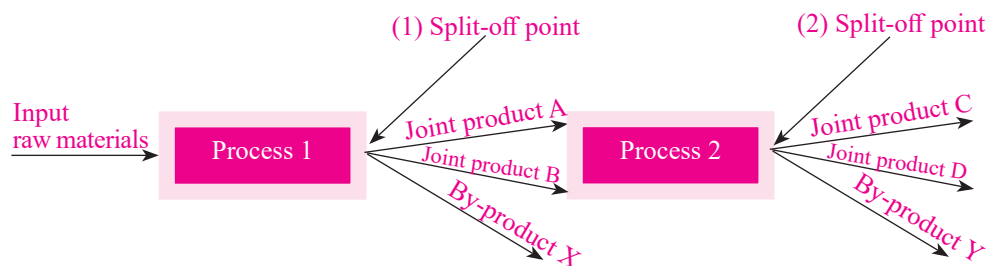 (1) Split-off point
(2) Split-off point
Input
raw materials
Process 1
Joint product A
Joint product B
By-product X
Process 2
Joint product C
Joint product D
By-product Y